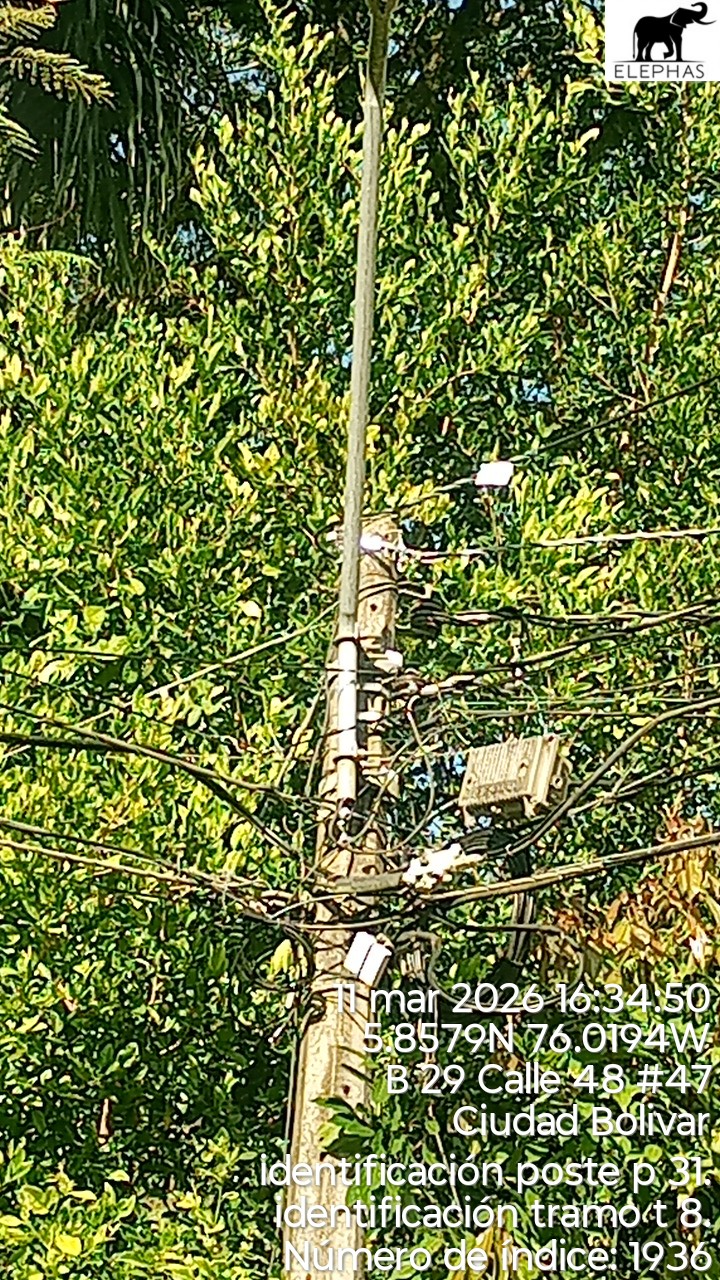 ELEPHAS
11 mar 2026 16:34:50
5.8579N 76.0194W
B 29 Calle 48 #47
Ciudad Bolivar
Identificación poste p 31.
Identificación tramo t 8.
Número de índice: 1936